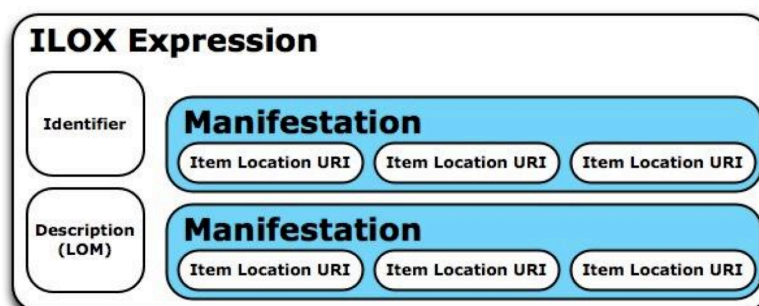 ILOX Expression
Identifier
Manifestation
Item Location URI Item Location URI Item Location URI
Description
(LOM)
Manifestation
Item Location URI Item Location URI Item Location URI